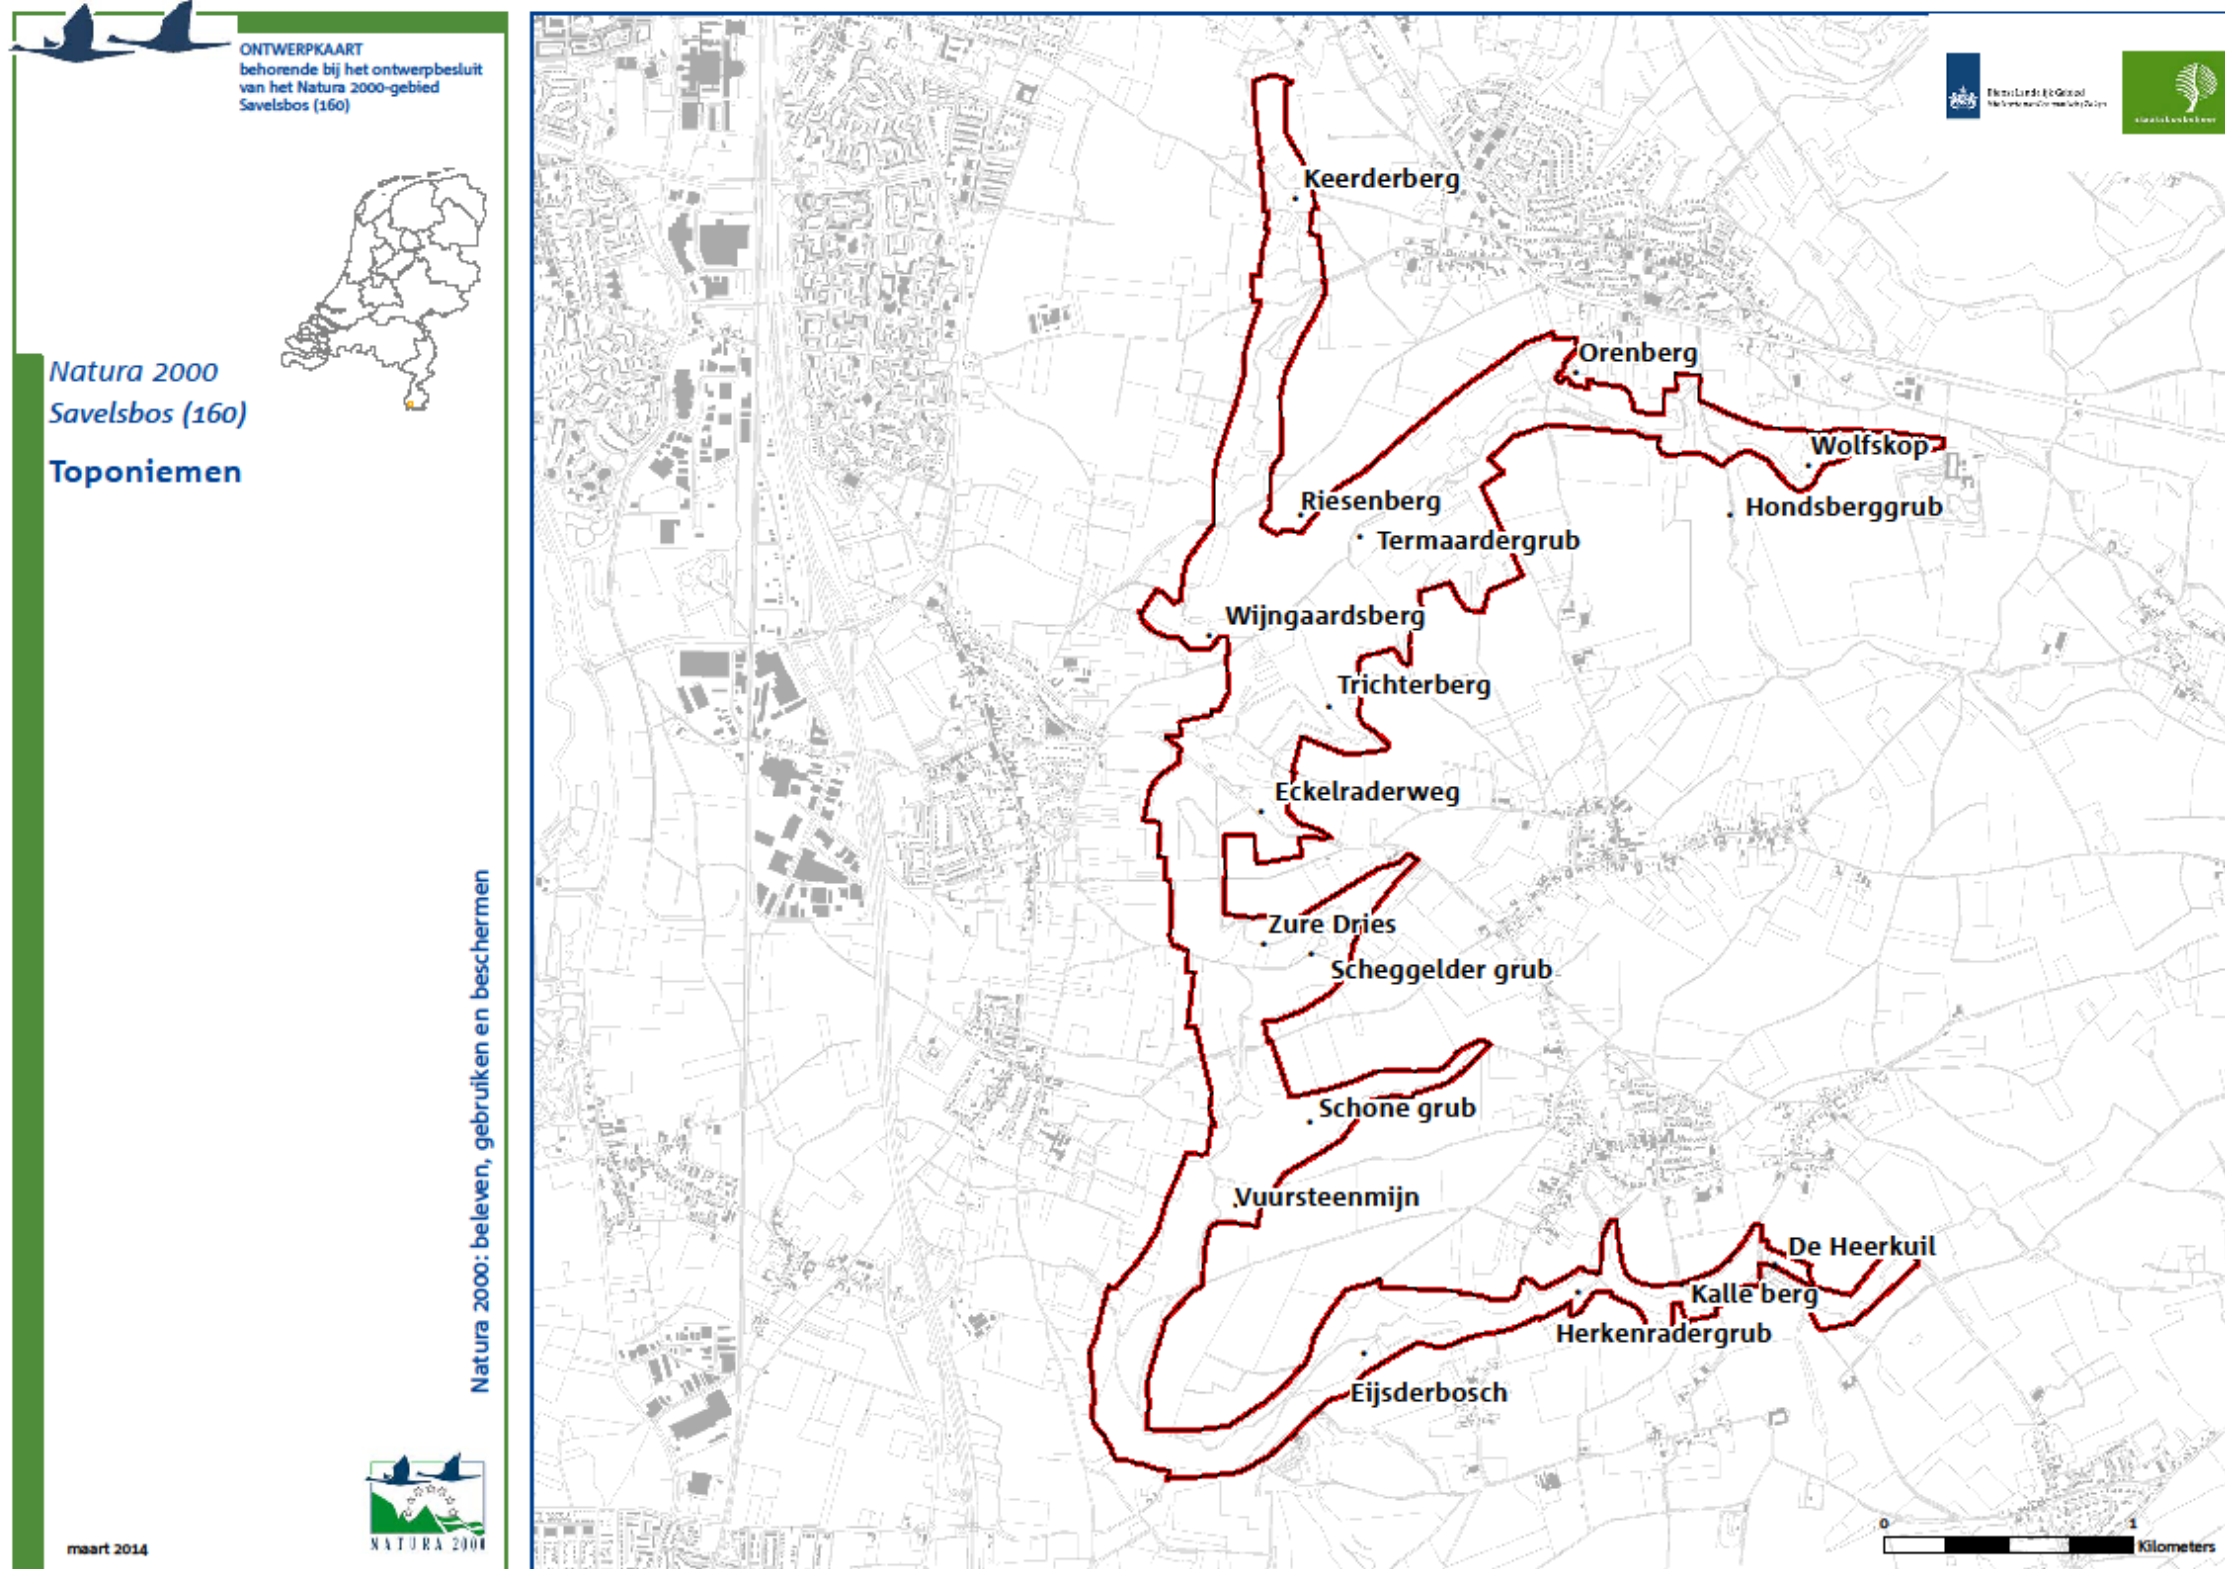 ONTWERPKAART
behorende bij het ontwerpbesluit
van het Natura 2000-gebied
Savelsbos (160)
Natura 2000
Savelsbos (160)
Toponiemen
Natura 2000: beleven, gebruiken en beschermen
NATURA 2000
maart 2014
Keerderberg
Orenberg
Wolfskop
Riesenberg
Hondsberggrub
Termaardergrub
Wijngaardsberg
Trichterberg
Eckelraderweg
Zure Dries
Scheggelder grub
Schone grub
Vuursteenmijn
De Heerkuil
Kalle berg
Herkenradergrub
Eijsderbosch
0 1
Kilometers